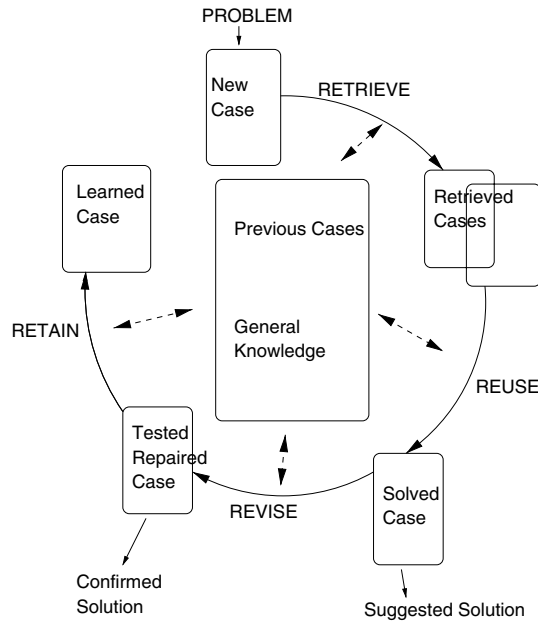 PROBLEM
New
Case
RETRIEVE
Learned
Case
Retrieved
Cases
Previous Cases
General
Knowledge
RETAIN
REUSE
Tested
Repaired
Case
REVISE
Solved
Case
Confirmed
Solution
Suggested Solution